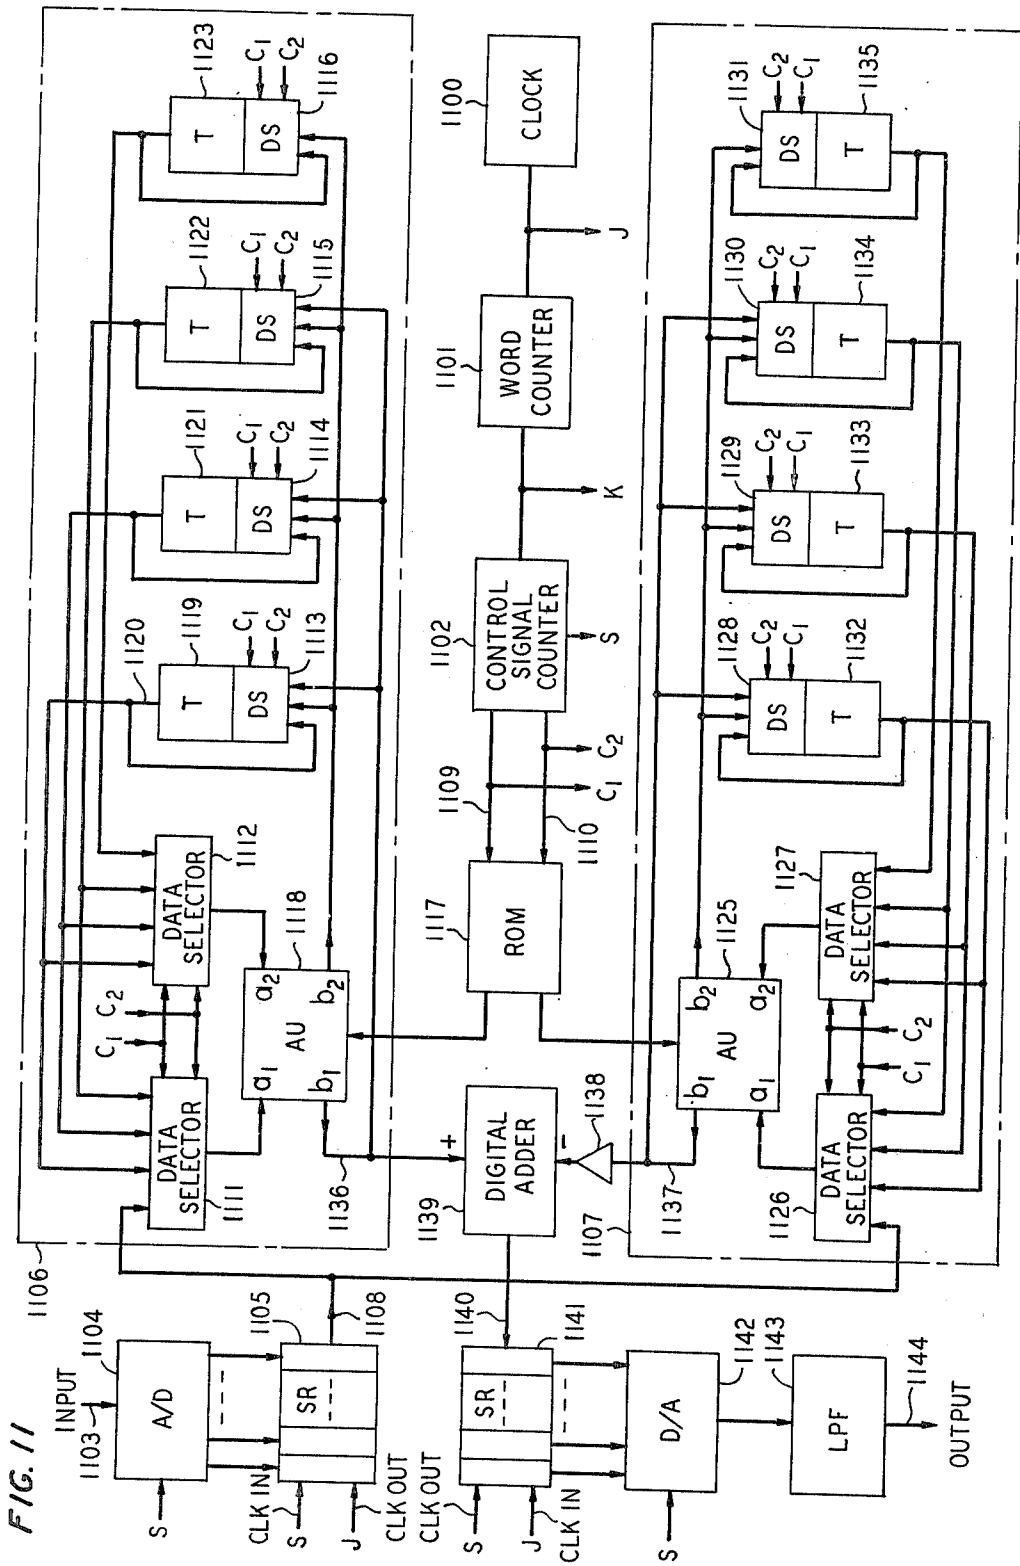 FIG. 11
INPUT
1103
1104
A/D
S
CLK IN
S
J
CLK OUT
SR
1105
1108
1106
DATA SELECTOR
1111
DATA SELECTOR
1112
C1
C2
a1
a2
AU
b1
b2
1118
1136
1120
T
1119
DS
C1
C2
1113
T
1121
DS
C1
C2
1114
T
1122
DS
C1
C2
1115
T
1123
DS
C1
C2
1116
1100
CLOCK
J
1101
WORD COUNTER
K
1102
CONTROL SIGNAL COUNTER
S
1109
1110
C1
C2
1117
ROM
DIGITAL ADDER
1139
+
-
1138
1137
1107
b1
b2
AU
a1
a2
1125
DATA SELECTOR
1126
DATA SELECTOR
1127
C1
C2
1128
DS
C2
C1
T
1132
1129
DS
C2
C1
T
1133
1130
DS
C2
C1
T
1134
1131
DS
C2
C1
T
1135
1140
1141
CLK OUT
S
J
CLK IN
SR
D/A
1142
S
LPF
1143
1144
OUTPUT